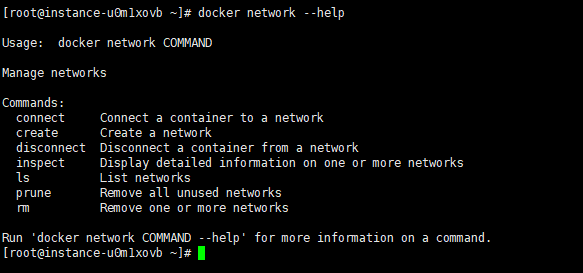 [root@instance-u0m1xovb ~]# docker network --help
Usage:  docker network COMMAND
Manage networks
Commands:
  connect     Connect a container to a network
  create      Create a network
  disconnect  Disconnect a container from a network
  inspect     Display detailed information on one or more networks
  ls          List networks
  prune       Remove all unused networks
  rm          Remove one or more networks
Run 'docker network COMMAND --help' for more information on a command.
[root@instance-u0m1xovb ~]#